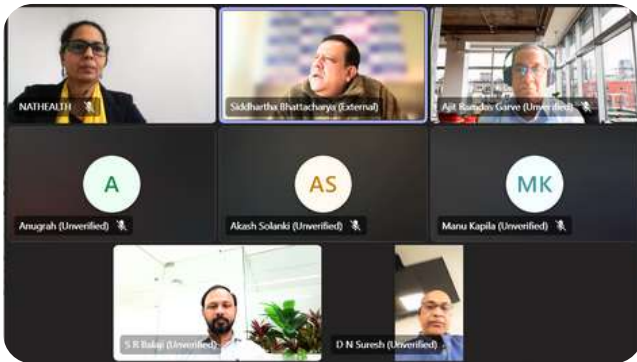 NATHEALTH
Siddhartha Bhattacharya (External)
Ajit Ramdas Garve (Unverified)
A
AS
MK
Anugrah (Unverified)
Akash Solanki (Unverified)
Manu Kapila (Unverified)
S R Balaji (Unverified)
D N Suresh (Unverified)